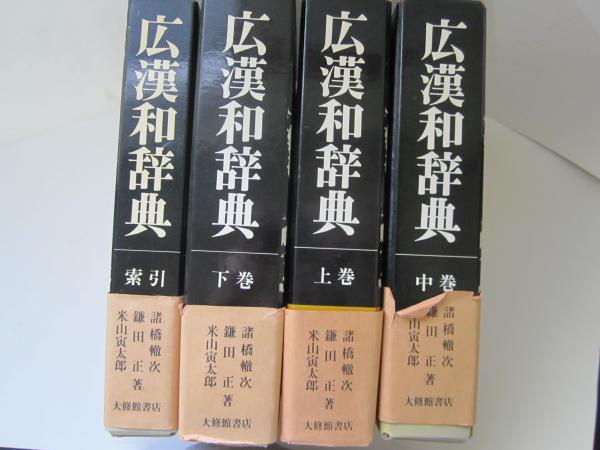 広漢和辞典
索引
諸橋轍次
鎌田正著
米山寅太郎
大修館書店
広漢和辞典
下巻
諸橋轍次
鎌田正著
米山寅太郎
大修館書店
広漢和辞典
上巻
諸橋轍次
鎌田正著
米山寅太郎
大修館書店
広漢和辞典
中巻
諸橋轍次
鎌田正著
山寅太郎
大修館書店